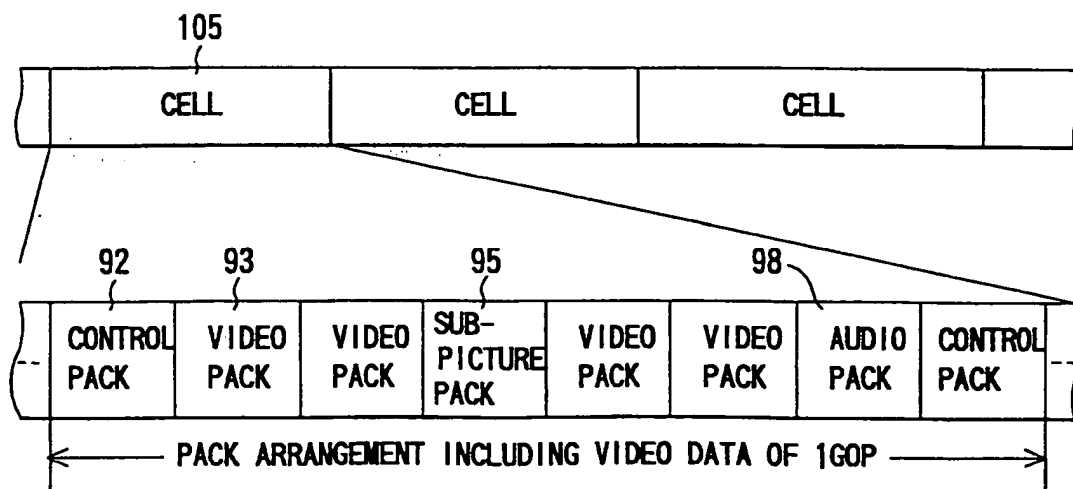 105
CELL CELL CELL
92 93 95 98
CONTROL PACK
VIDEO PACK
VIDEO PACK
SUB-PICTURE PACK
VIDEO PACK
VIDEO PACK
AUDIO PACK
CONTROL PACK
PACK ARRANGEMENT INCLUDING VIDEO DATA OF 1GOP